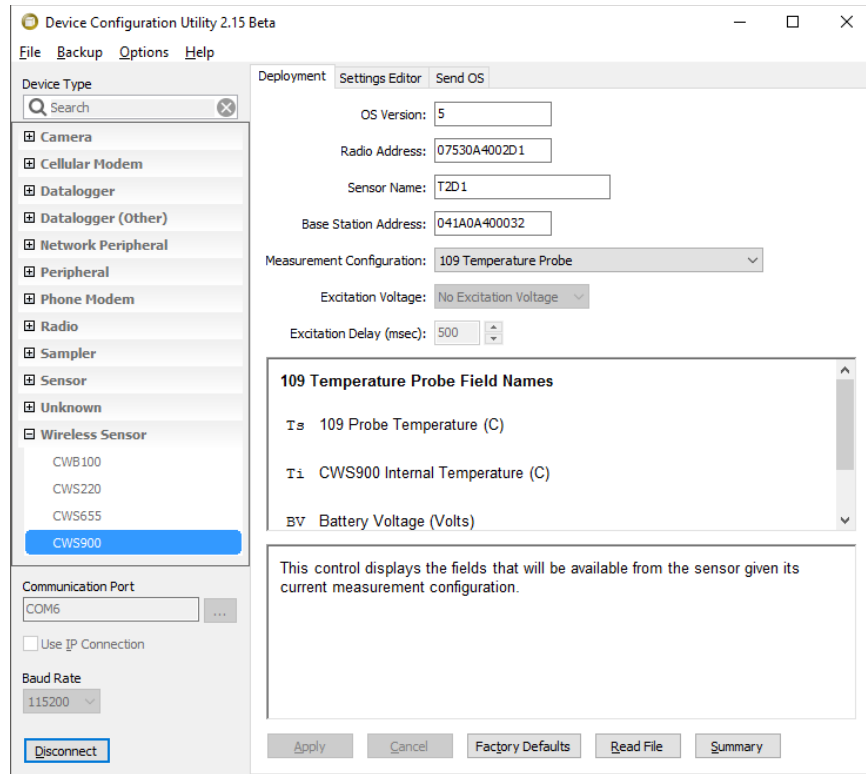 Device Configuration Utility 2.15 Beta
File Backup Options Help
Device Type
Search
Camera
Cellular Modem
Datalogger
Datalogger (Other)
Network Peripheral
Peripheral
Phone Modem
Radio
Sampler
Sensor
Unknown
Wireless Sensor
CWB100
CWS220
CWS655
CWS900
Communication Port
COM6
...
Use IP Connection
Baud Rate
115200
Disconnect
Deployment Settings Editor Send OS
OS Version: 5
Radio Address: 07530A4002D1
Sensor Name: T2D1
Base Station Address: 041A0A400032
Measurement Configuration: 109 Temperature Probe
Excitation Voltage: No Excitation Voltage
Excitation Delay (msec): 500
109 Temperature Probe Field Names
Ts 109 Probe Temperature (C)
Ti CWS900 Internal Temperature (C)
BV Battery Voltage (Volts)
This control displays the fields that will be available from the sensor given its
current measurement configuration.
Apply Cancel Factory Defaults Read File Summary